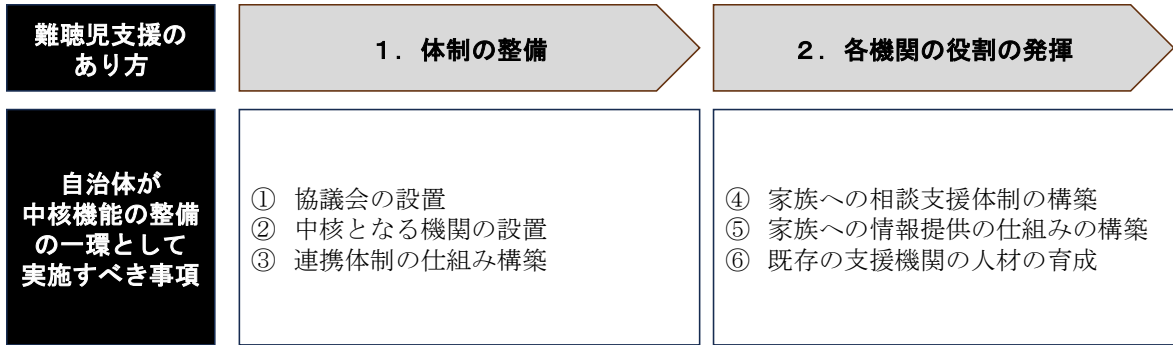 難聴児支援の
あり方
１．体制の整備
２．各機関の役割の発揮
自治体が
中核機能の整備
の一環として
実施すべき事項
① 協議会の設置
② 中核となる機関の設置
③ 連携体制の仕組み構築
④ 家族への相談支援体制の構築
⑤ 家族への情報提供の仕組みの構築
⑥ 既存の支援機関の人材の育成